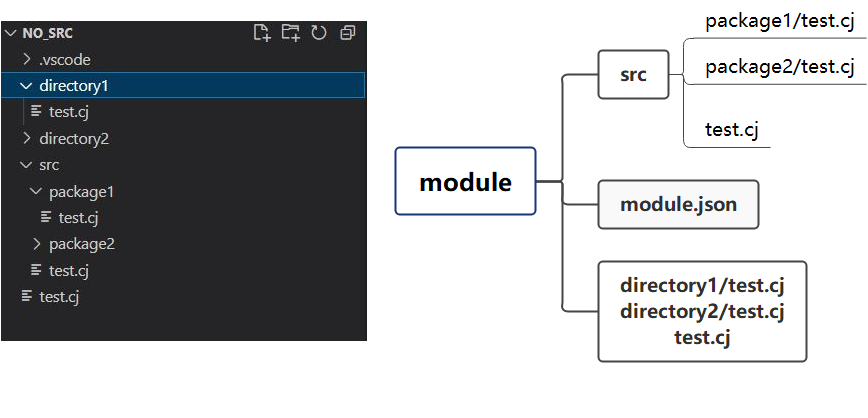 NO_SRC
.vscode
directory1
test.cj
directory2
src
package1
test.cj
package2
test.cj
test.cj
module
src
package1/test.cj
package2/test.cj
test.cj
module.json
directory1/test.cj
directory2/test.cj
test.cj